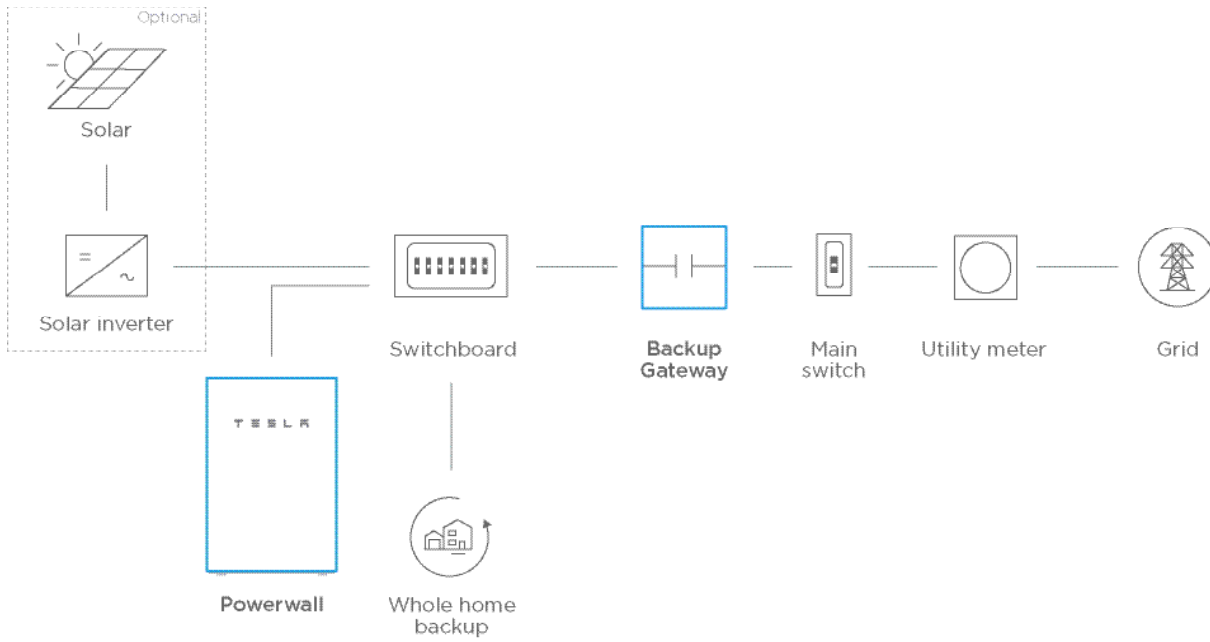 Optional
Solar
Solar inverter
Switchboard
Backup
Gateway
Main
switch
Utility meter
Grid
TESLA
Powerwall
Whole home
backup